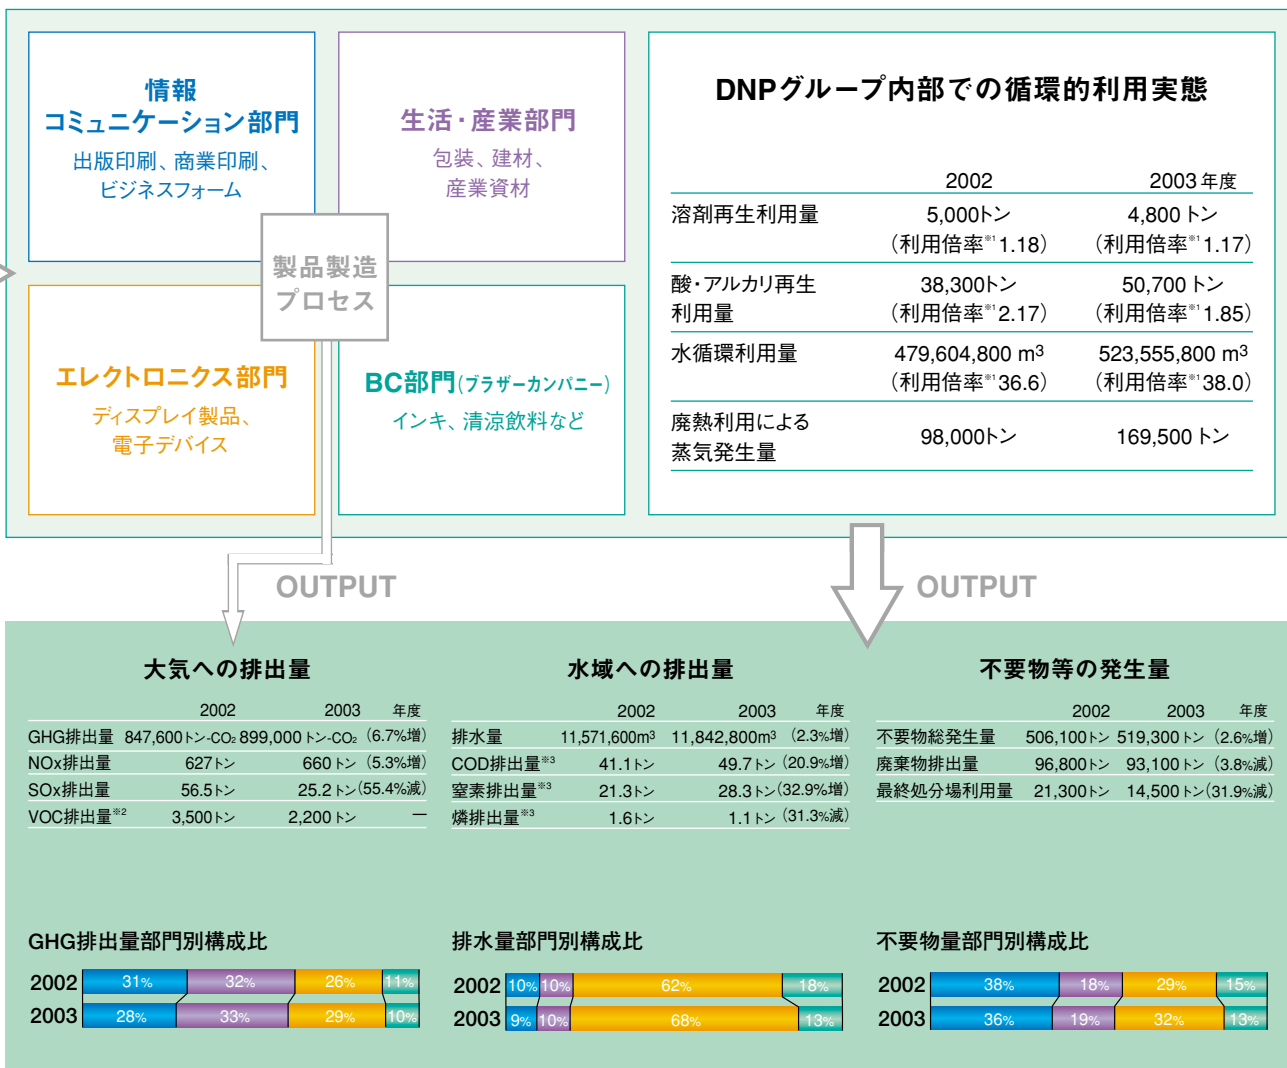 情報
コミュニケーション部門
出版印刷、商業印刷、
ビジネスフォーム
生活・産業部門
包装、建材、
産業資材
製品製造
プロセス
エレクトロニクス部門
ディスプレイ製品、
電子デバイス
BC部門(ブラザーカンパニー)
インキ、清涼飲料など
DNPグループ内部での循環的利用実態
2002 2003年度
溶剤再生利用量 5,000トン 4,800トン
(利用倍率※1 1.18) (利用倍率※1 1.17)
酸・アルカリ再生 38,300トン 50,700トン
利用量 (利用倍率※1 2.17) (利用倍率※1 1.85)
水循環利用量 479,604,800 m³ 523,555,800 m³
(利用倍率※1 36.6) (利用倍率※1 38.0)
廃熱利用による
蒸気発生量 98,000トン 169,500トン
OUTPUT
OUTPUT
大気への排出量
2002 2003 年度
GHG排出量 847,600トン-CO₂ 899,000トン-CO₂ (6.7%増)
NOx排出量 627トン 660トン (5.3%増)
SOx排出量 56.5トン 25.2トン (55.4%減)
VOC排出量※2 3,500トン 2,200トン —
水域への排出量
2002 2003 年度
排水量 11,571,600m³ 11,842,800m³ (2.3%増)
COD排出量※3 41.1トン 49.7トン (20.9%増)
窒素排出量※3 21.3トン 28.3トン (32.9%増)
燐排出量※3 1.6トン 1.1トン (31.3%減)
不要物等の発生量
2002 2003 年度
不要物総発生量 506,100トン 519,300トン (2.6%増)
廃棄物排出量 96,800トン 93,100トン (3.8%減)
最終処分場利用量 21,300トン 14,500トン (31.9%減)
GHG排出量部門別構成比
2002 31% 32% 26% 11%
2003 28% 33% 29% 10%
排水量部門別構成比
2002 10% 10% 62% 18%
2003 9% 10% 68% 13%
不要物量部門別構成比
2002 38% 18% 29% 15%
2003 36% 19% 32% 13%